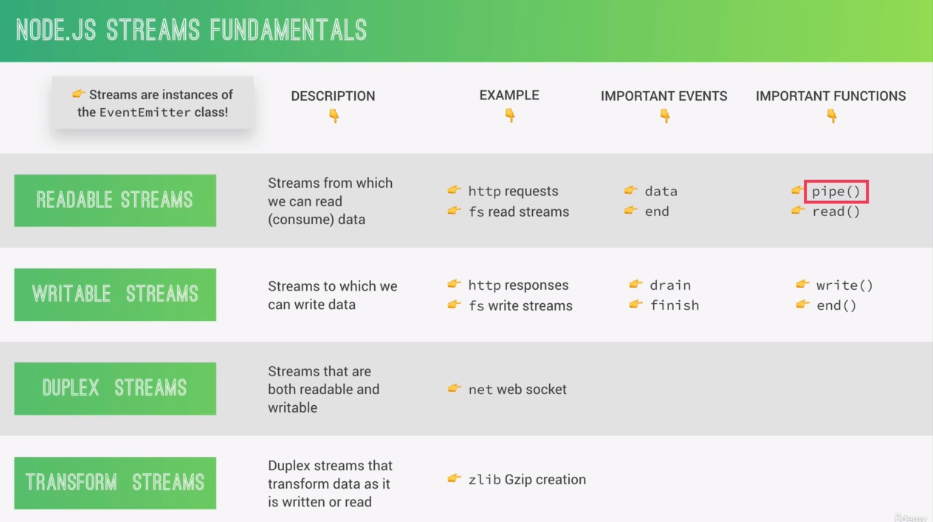 NODE.JS STREAMS FUNDAMENTALS
👉 Streams are instances of
the EventEmitter class!
DESCRIPTION
👇
EXAMPLE
👇
IMPORTANT EVENTS
👇
IMPORTANT FUNCTIONS
👇
READABLE STREAMS
Streams from which
we can read
(consume) data
👉 http requests
👉 fs read streams
👉 data
👉 end
👉 pipe()
👉 read()
WRITABLE STREAMS
Streams to which we
can write data
👉 http responses
👉 fs write streams
👉 drain
👉 finish
👉 write()
👉 end()
DUPLEX STREAMS
Streams that are
both readable and
writable
👉 net web socket
TRANSFORM STREAMS
Duplex streams that
transform data as it
is written or read
👉 zlib Gzip creation